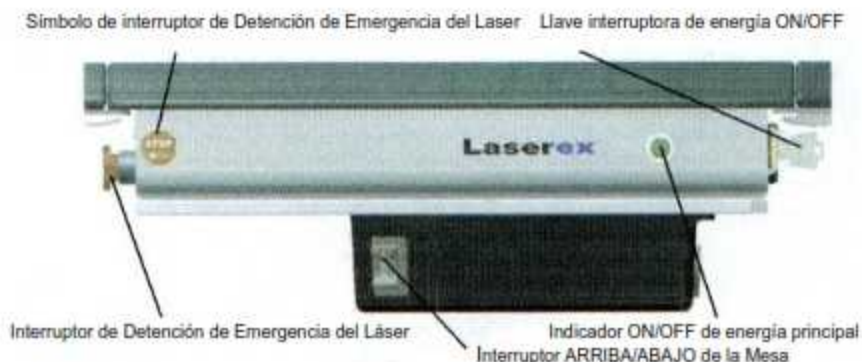 Símbolo de interruptor de Detención de Emergencia del Laser
Llave interruptora de energía ON/OFF
STOP
Laserex
Interruptor de Detención de Emergencia del Láser
Indicador ON/OFF de energía principal
Interruptor ARRIBA/ABAJO de la Mesa